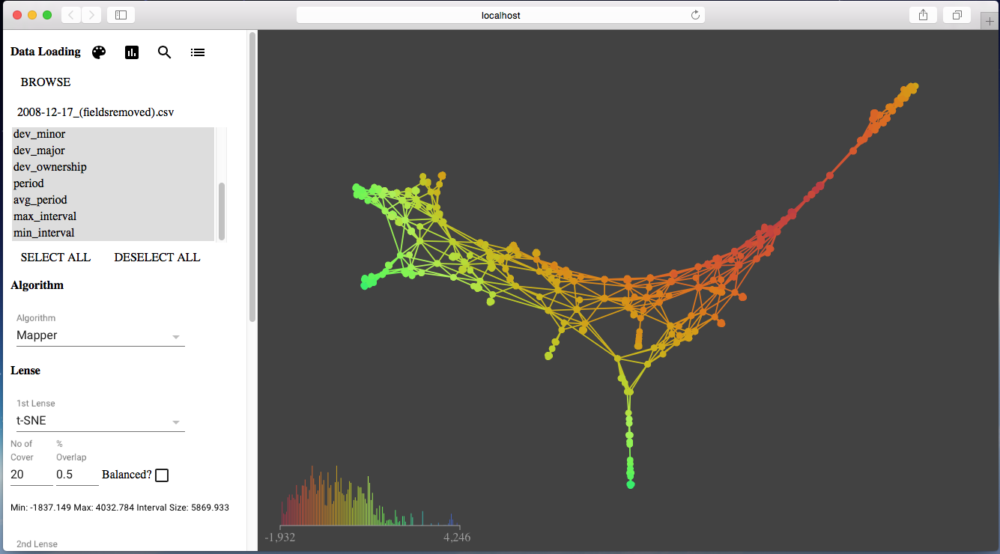 localhost
Data Loading
BROWSE
2008-12-17_(fieldsremoved).csv
dev_minor
dev_major
dev_ownership
period
avg_period
max_interval
min_interval
SELECT ALL DESELECT ALL
Algorithm
Algorithm
Mapper
Lense
1st Lense
t-SNE
No of %
Cover Overlap
20 0.5 Balanced?
Min: -1837.149 Max: 4032.784 Interval Size: 5869.933
2nd Lense
-1,932 4,246